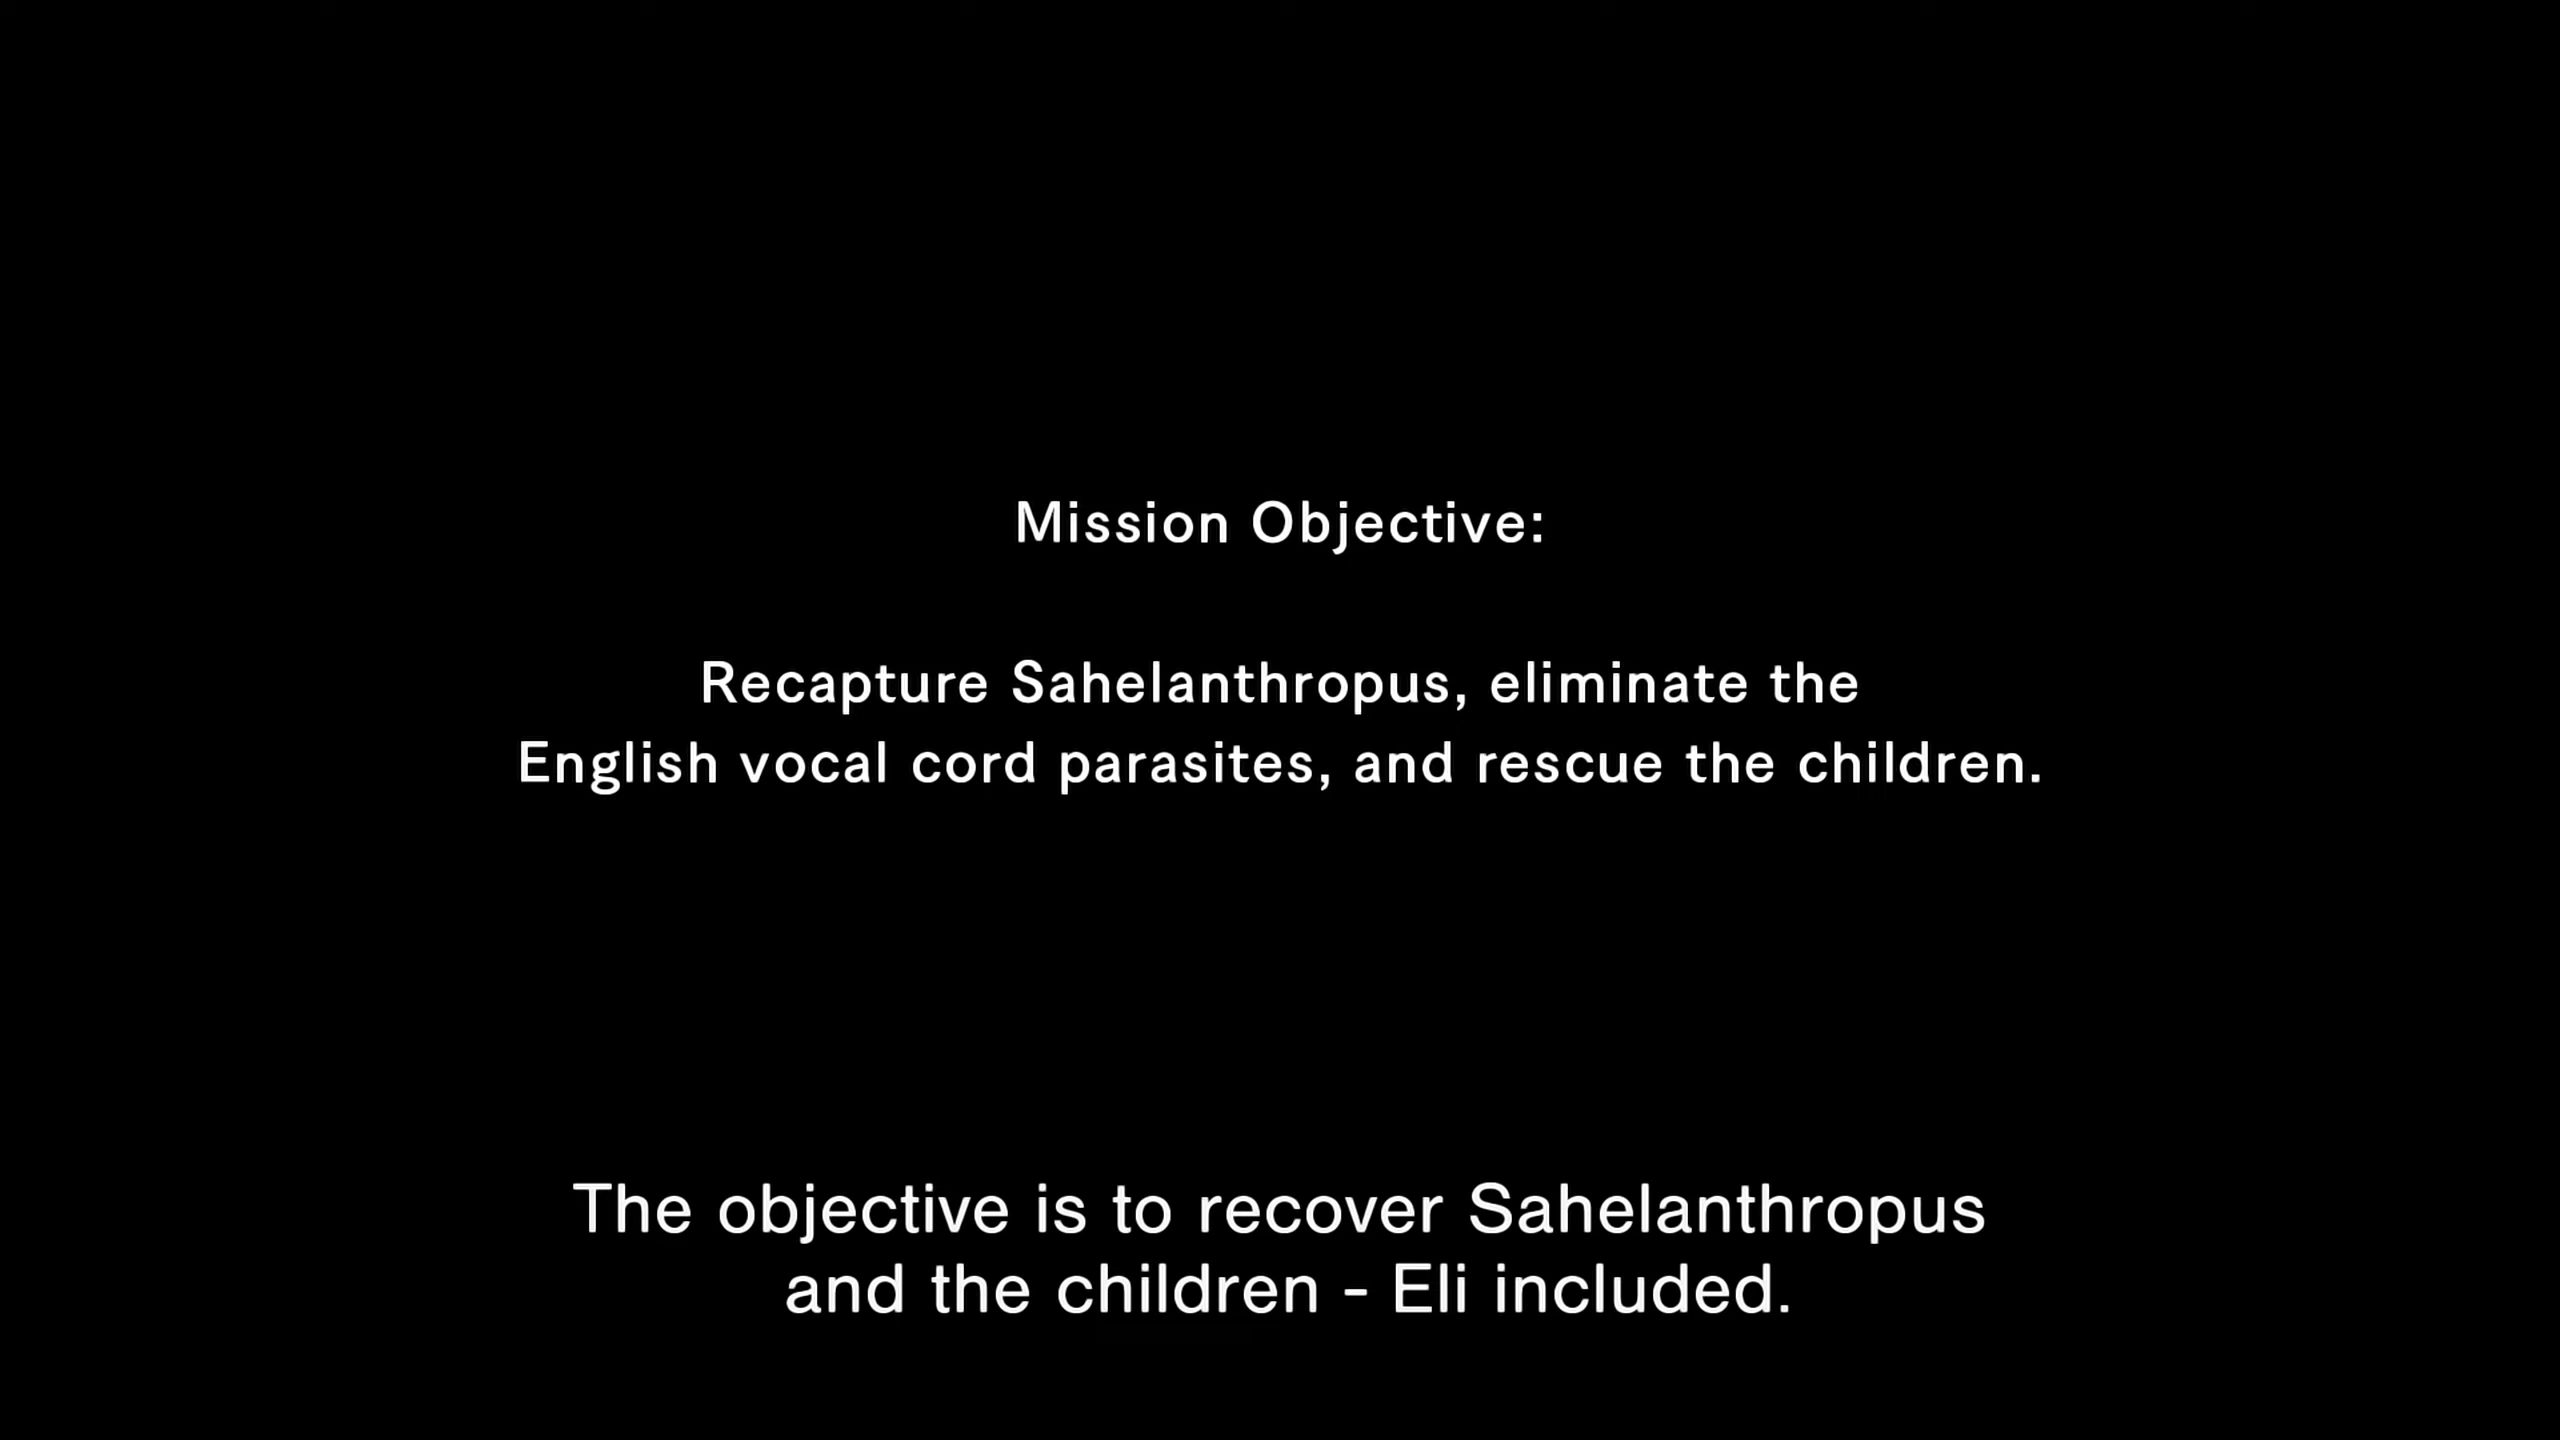 Mission Objective:
Recapture Sahelanthropus, eliminate the
English vocal cord parasites, and rescue the children.
The objective is to recover Sahelanthropus
and the children - Eli included.